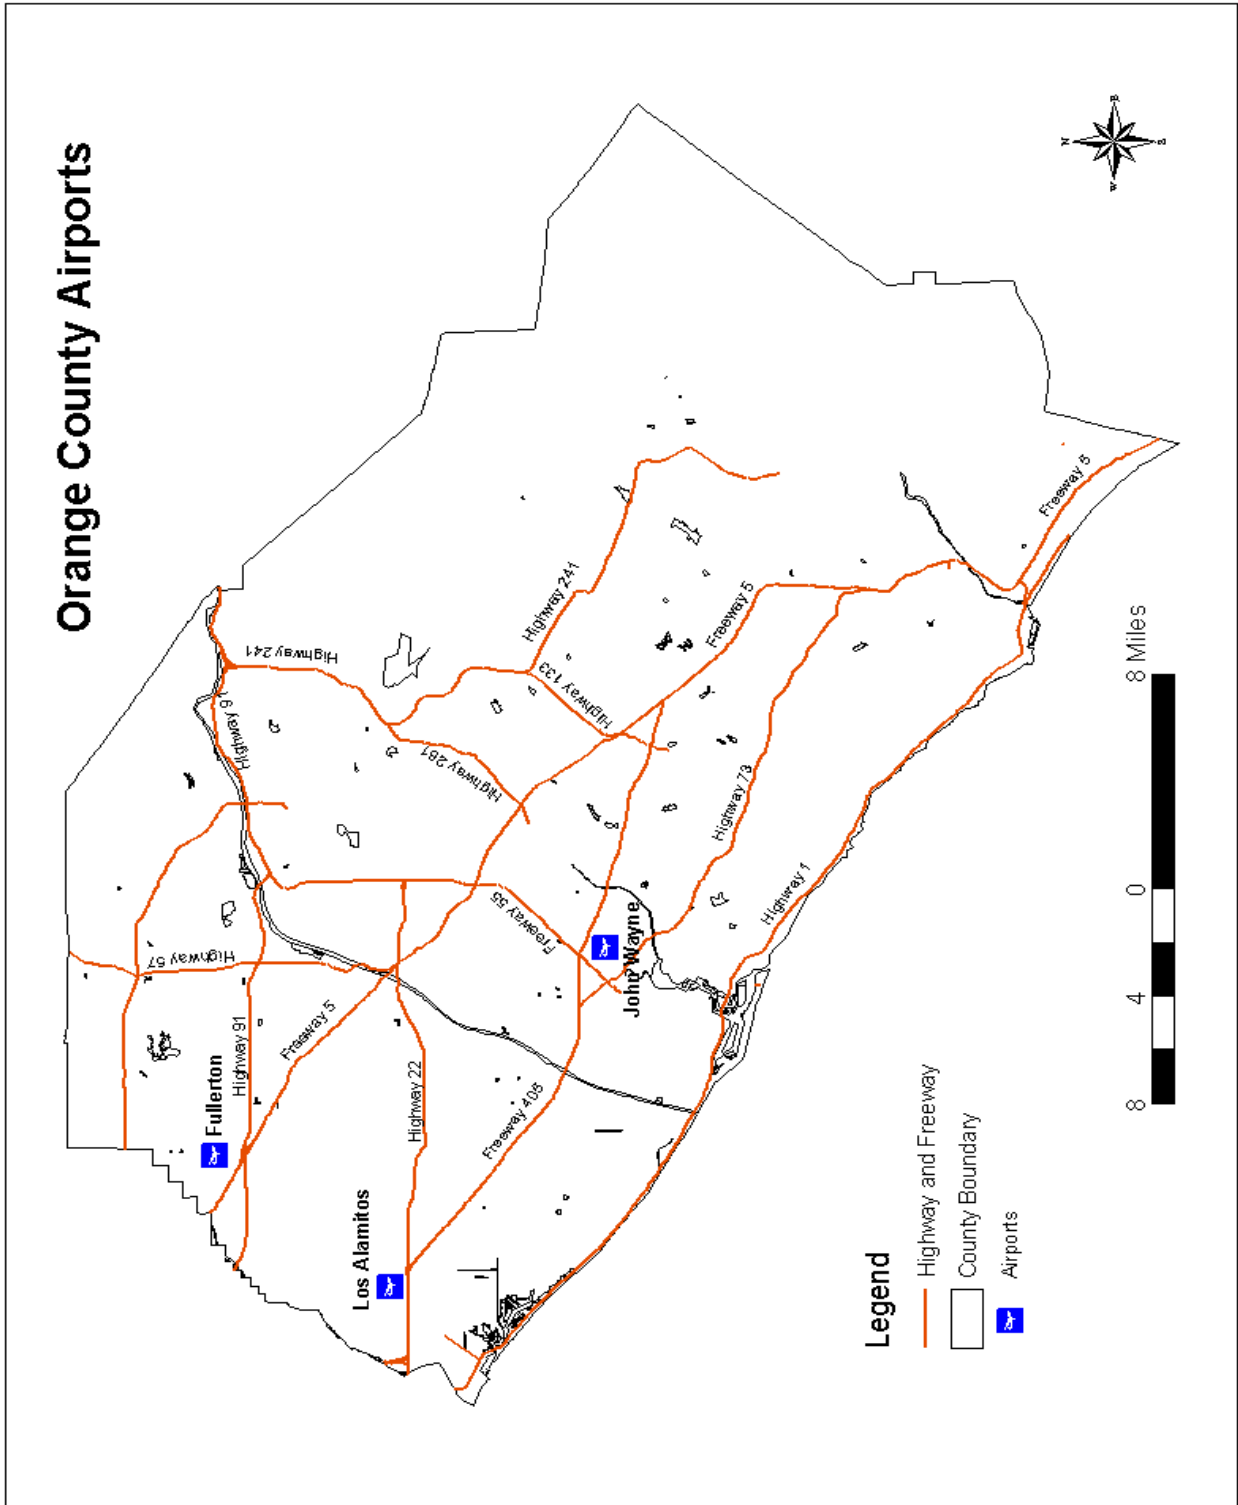 Orange County Airports
N
E
S
W
Highway 57
Highway 91
Highway 241
Fullerton
Highway 91
Freeway 5
Highway 261
Highway 241
Highway 133
Los Alamitos
Highway 22
Freeway 405
Freeway 55
John Wayne
Freeway 5
Highway 73
Highway 1
Freeway 5
Legend
Highway and Freeway
County Boundary
Airports
8 4 0 8 Miles